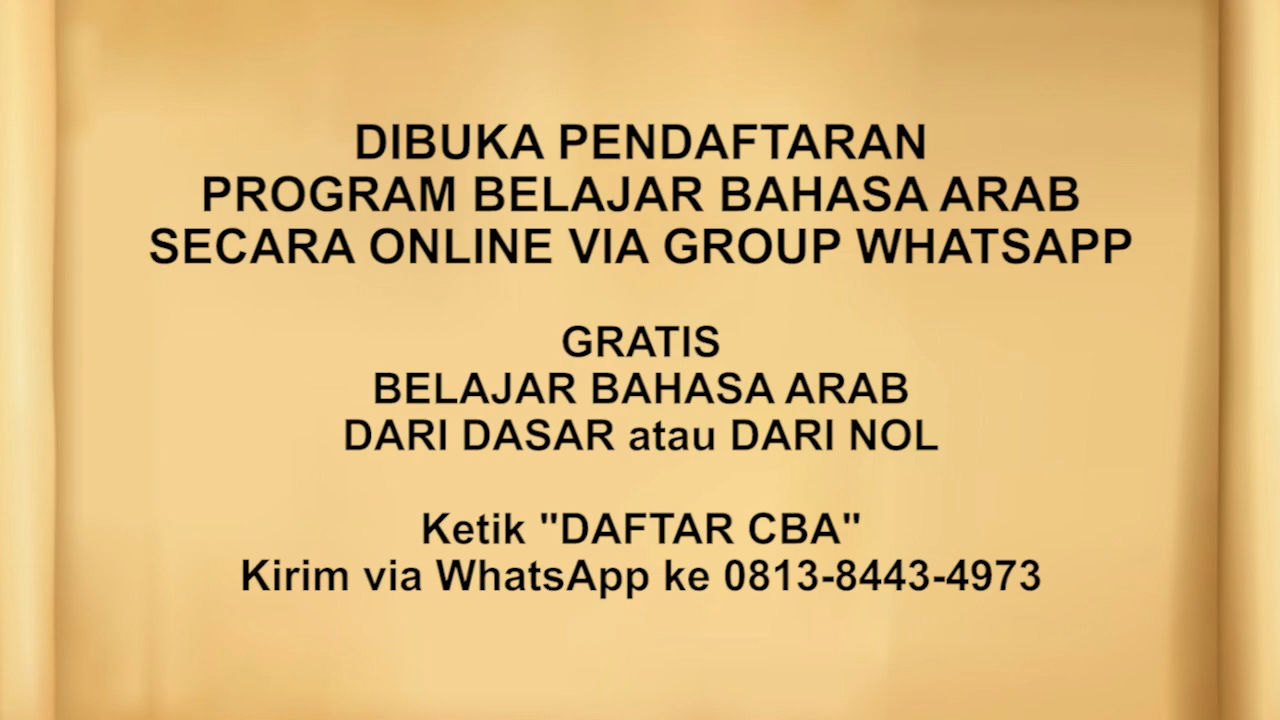 DIBUKA PENDAFTARAN
PROGRAM BELAJAR BAHASA ARAB
SECARA ONLINE VIA GROUP WHATSAPP
GRATIS
BELAJAR BAHASA ARAB
DARI DASAR atau DARI NOL
Ketik "DAFTAR CBA"
Kirim via WhatsApp ke 0813-8443-4973